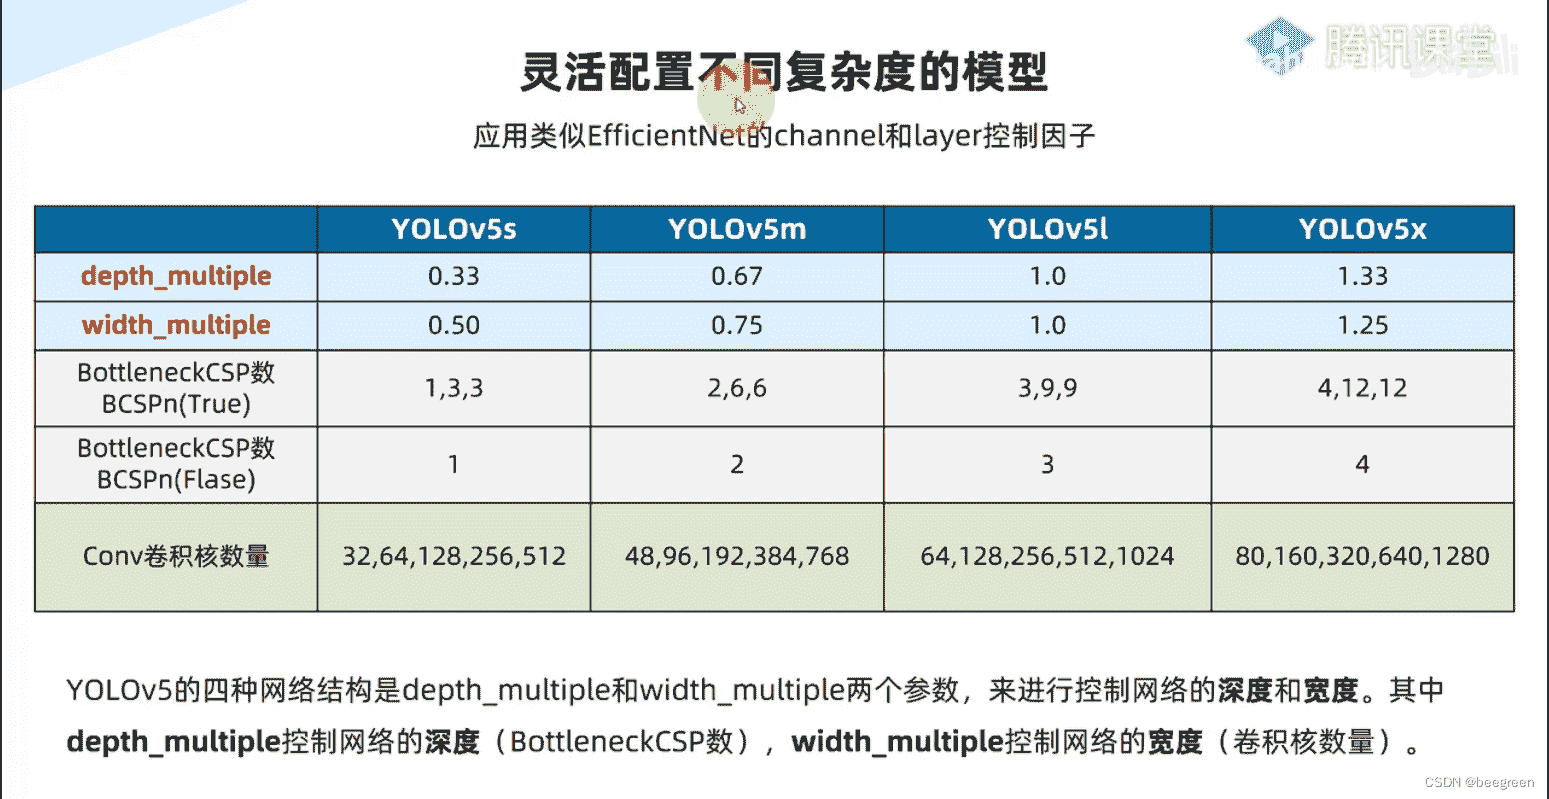 腾讯课堂
灵活配置不同复杂度的模型
应用类似EfficientNet的channel和layer控制因子
YOLOv5s YOLOv5m YOLOv5l YOLOv5x
depth_multiple 0.33 0.67 1.0 1.33
width_multiple 0.50 0.75 1.0 1.25
BottleneckCSP数
BCSPn(True) 1,3,3 2,6,6 3,9,9 4,12,12
BottleneckCSP数
BCSPn(Flase) 1 2 3 4
Conv卷积核数量 32,64,128,256,512 48,96,192,384,768 64,128,256,512,1024 80,160,320,640,1280
YOLOv5的四种网络结构是depth_multiple和width_multiple两个参数，来进行控制网络的深度和宽度。其中
depth_multiple控制网络的深度（BottleneckCSP数），width_multiple控制网络的宽度（卷积核数量）。
CSDN @beegreen